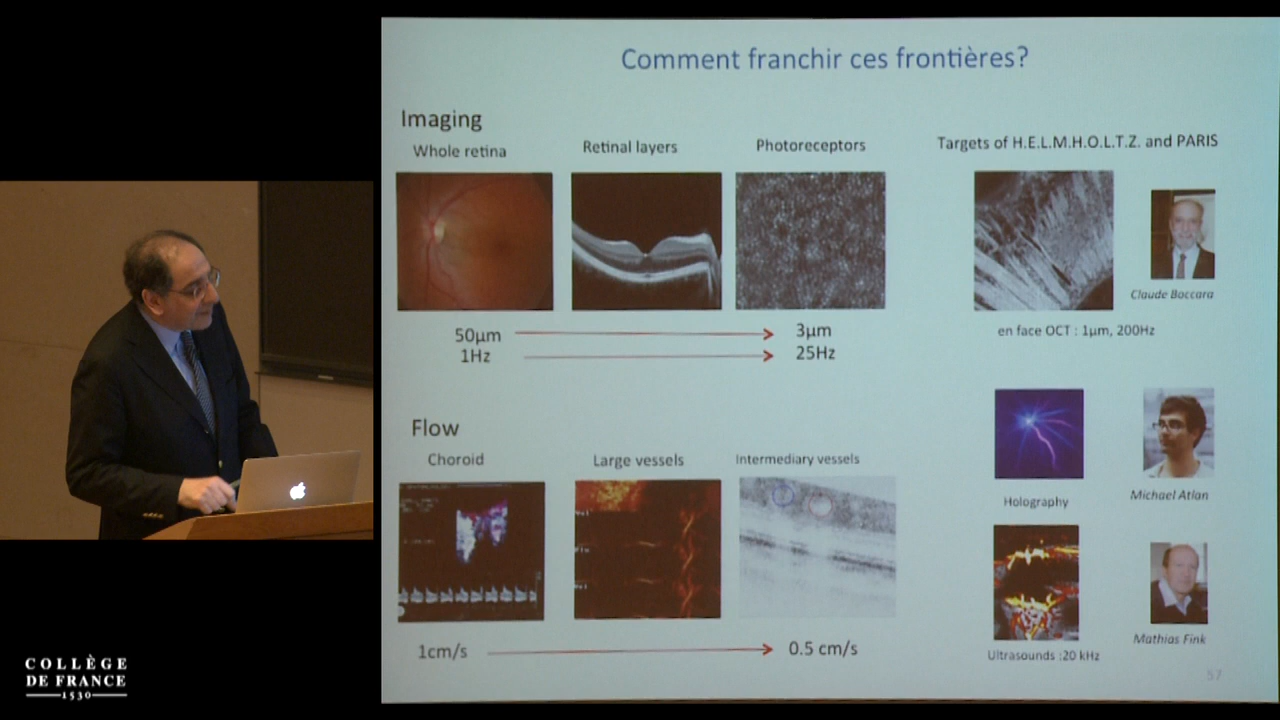 Comment franchir ces frontières?
Imaging
Whole retina
Retinal layers
Photoreceptors
Targets of H.E.L.M.H.O.L.T.Z. and PARIS
Claude Boccara
50µm
3µm
1Hz
25Hz
en face OCT : 1µm, 200Hz
Flow
Choroid
Large vessels
Intermediary vessels
Holography
Michael Atlan
1cm/s
0.5 cm/s
Mathias Fink
Ultrasounds :20 kHz
57
COLLÈGE
DE FRANCE
1530